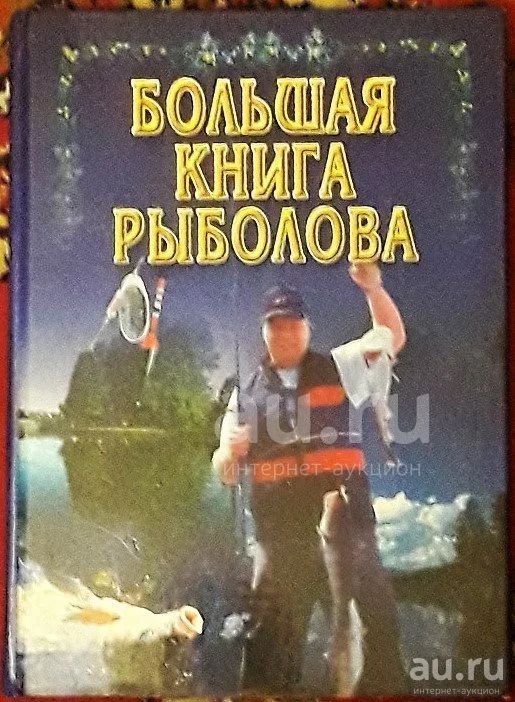 БОЛЬШАЯ
КНИГА
РЫБОЛОВА
au.ru
интернет-аукцион
au.ru
интернет-аукцион